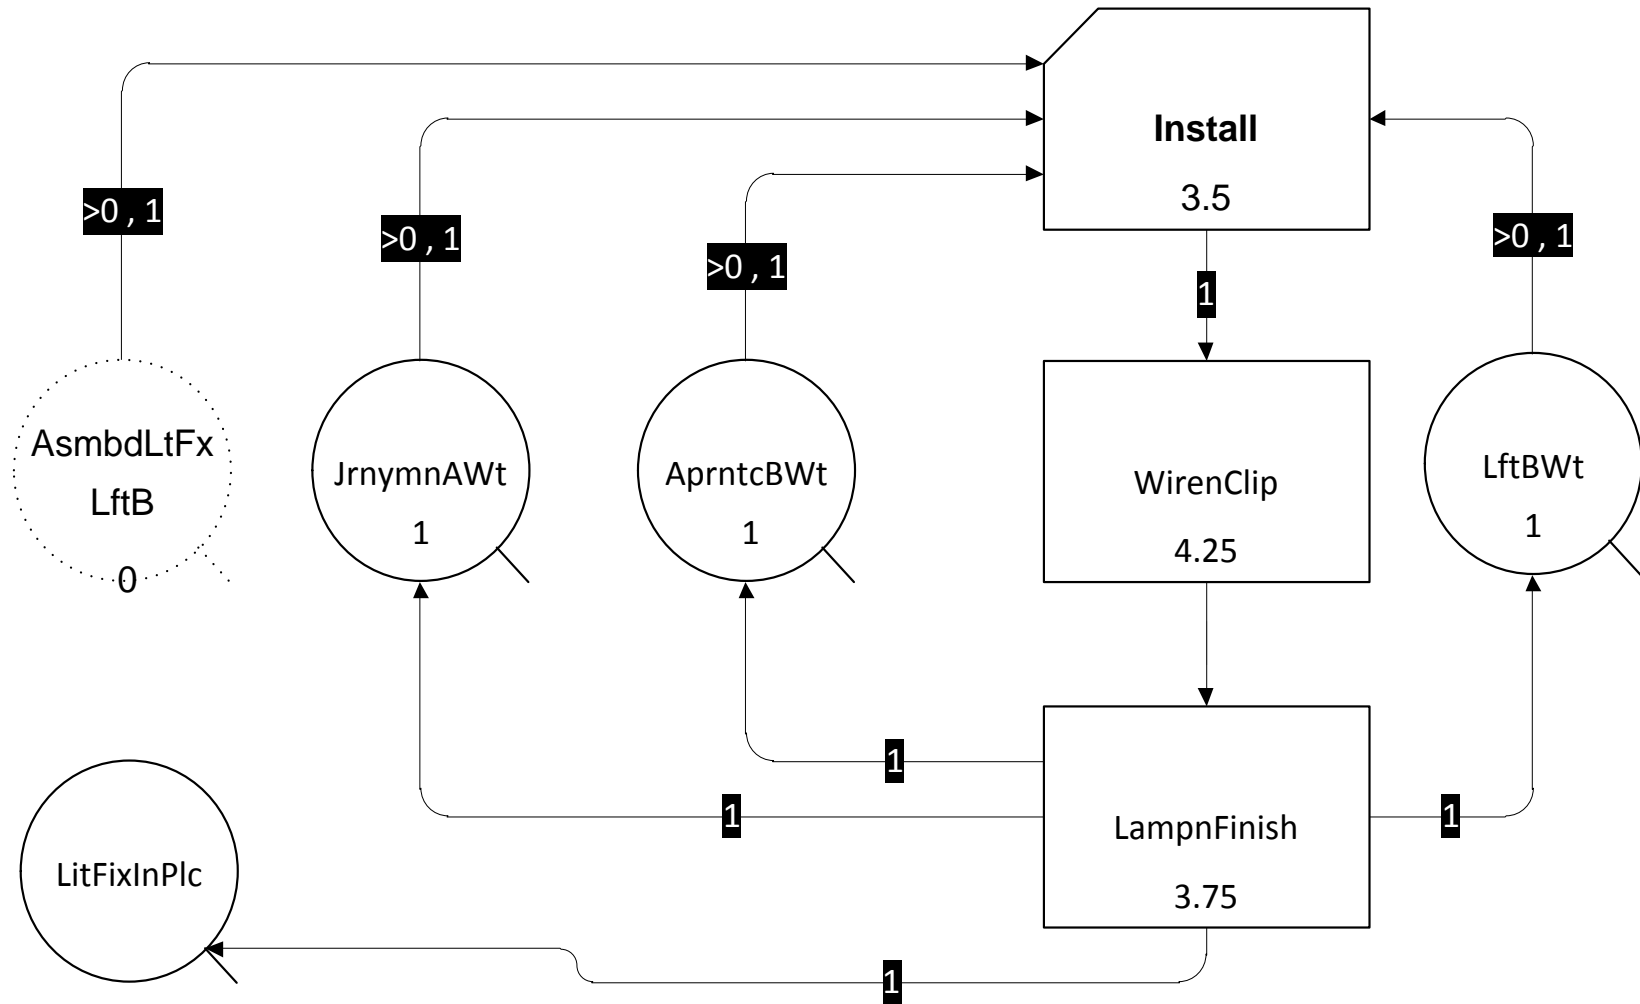 Install
3.5
>0 , 1
>0 , 1
>0 , 1
>0 , 1
1
AsmbdLtFx
LftB
0
JrnymnAWt
1
AprntcBWt
1
WirenClip
4.25
LftBWt
1
1
1
1
LampnFinish
3.75
LitFixInPlc
1